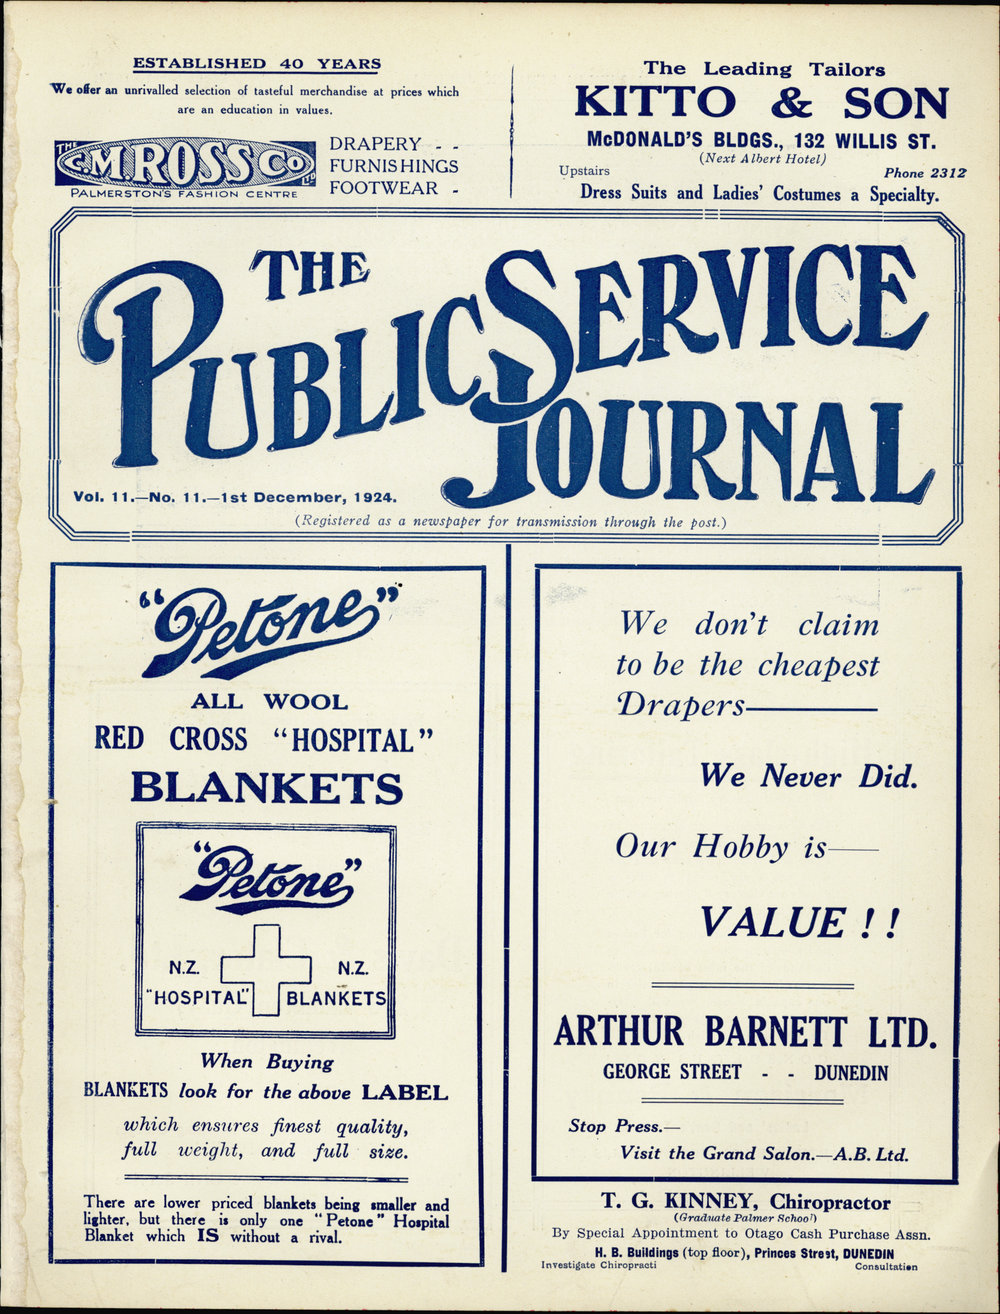 ESTABLISHED 40 YEARS
We offer an unrivalled selection of tasteful merchandise at prices which
are an education in values.
THE C.M. ROSS Co LTD
PALMERSTON'S FASHION CENTRE
DRAPERY - -
FURNISHINGS
FOOTWEAR -
The Leading Tailors
KITTO & SON
McDONALD'S BLDGS., 132 WILLIS ST.
(Next Albert Hotel)
Upstairs Phone 2312
Dress Suits and Ladies' Costumes a Specialty.
THE
PUBLIC SERVICE
JOURNAL
Vol. 11.—No. 11.—1st December, 1924.
(Registered as a newspaper for transmission through the post.)
"Petone"
ALL WOOL
RED CROSS "HOSPITAL"
BLANKETS
"Petone"
N.Z. N.Z.
"HOSPITAL" BLANKETS
When Buying
BLANKETS look for the above LABEL
which ensures finest quality,
full weight, and full size.
There are lower priced blankets being smaller and
lighter, but there is only one "Petone" Hospital
Blanket which IS without a rival.
We don't claim
to be the cheapest
Drapers—
We Never Did.
Our Hobby is—
VALUE ! !
ARTHUR BARNETT LTD.
GEORGE STREET - - DUNEDIN
Stop Press.—
Visit the Grand Salon.—A.B. Ltd.
T. G. KINNEY, Chiropractor
(Graduate Palmer School)
By Special Appointment to Otago Cash Purchase Assn.
H. B. Buildings (top floor), Princes Street, DUNEDIN
Investigate Chiropracti Consultation